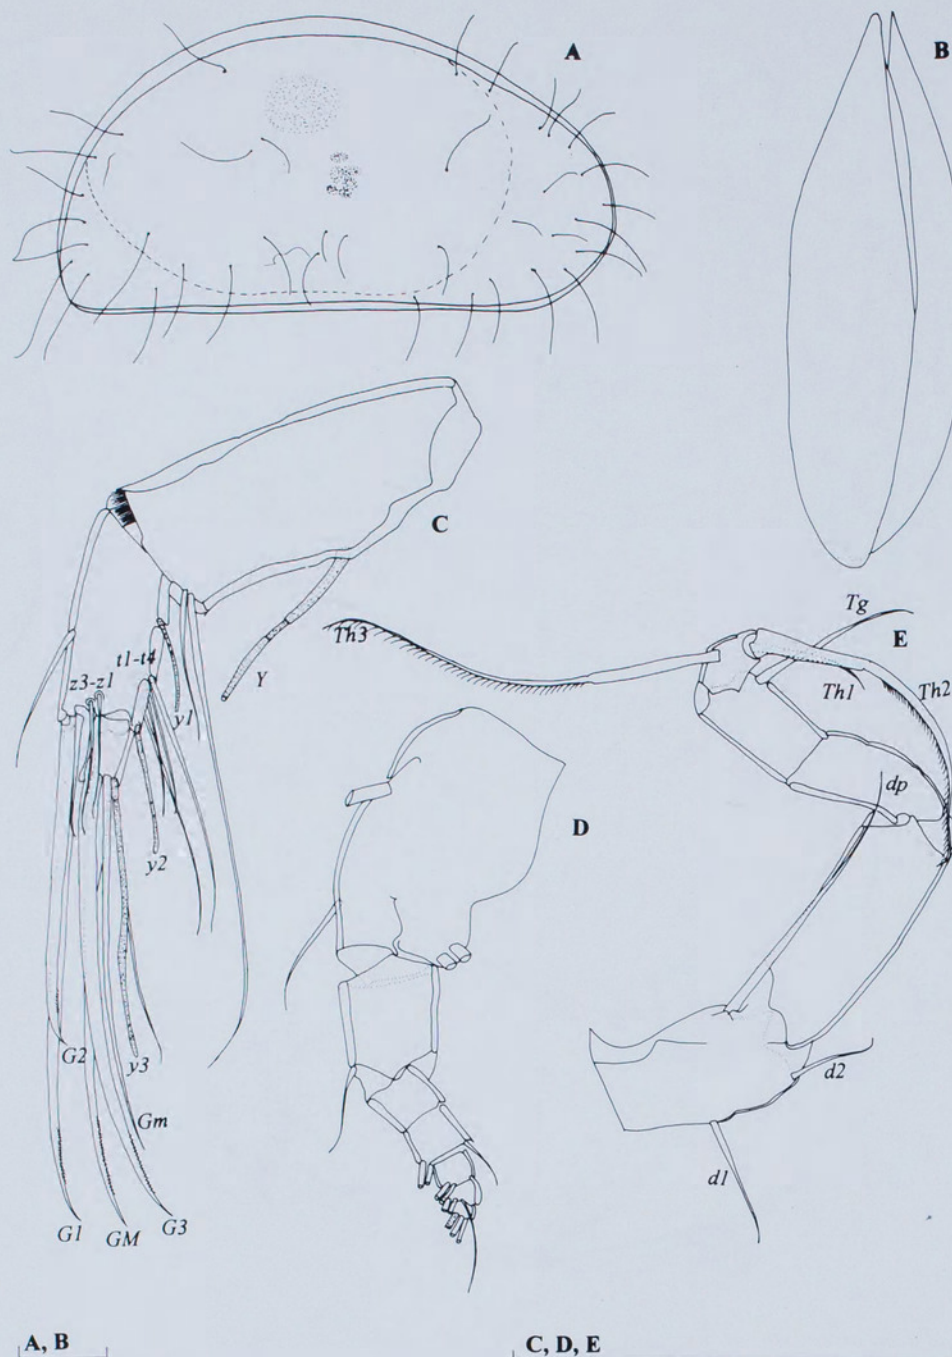 A
B
C
Y
Tg
E
Th3
Th1
Th2
t1-t4
z3-z1
y1
dp
D
y2
G2
y3
Gm
d2
d1
G1
GM
G3
A, B
C, D, E